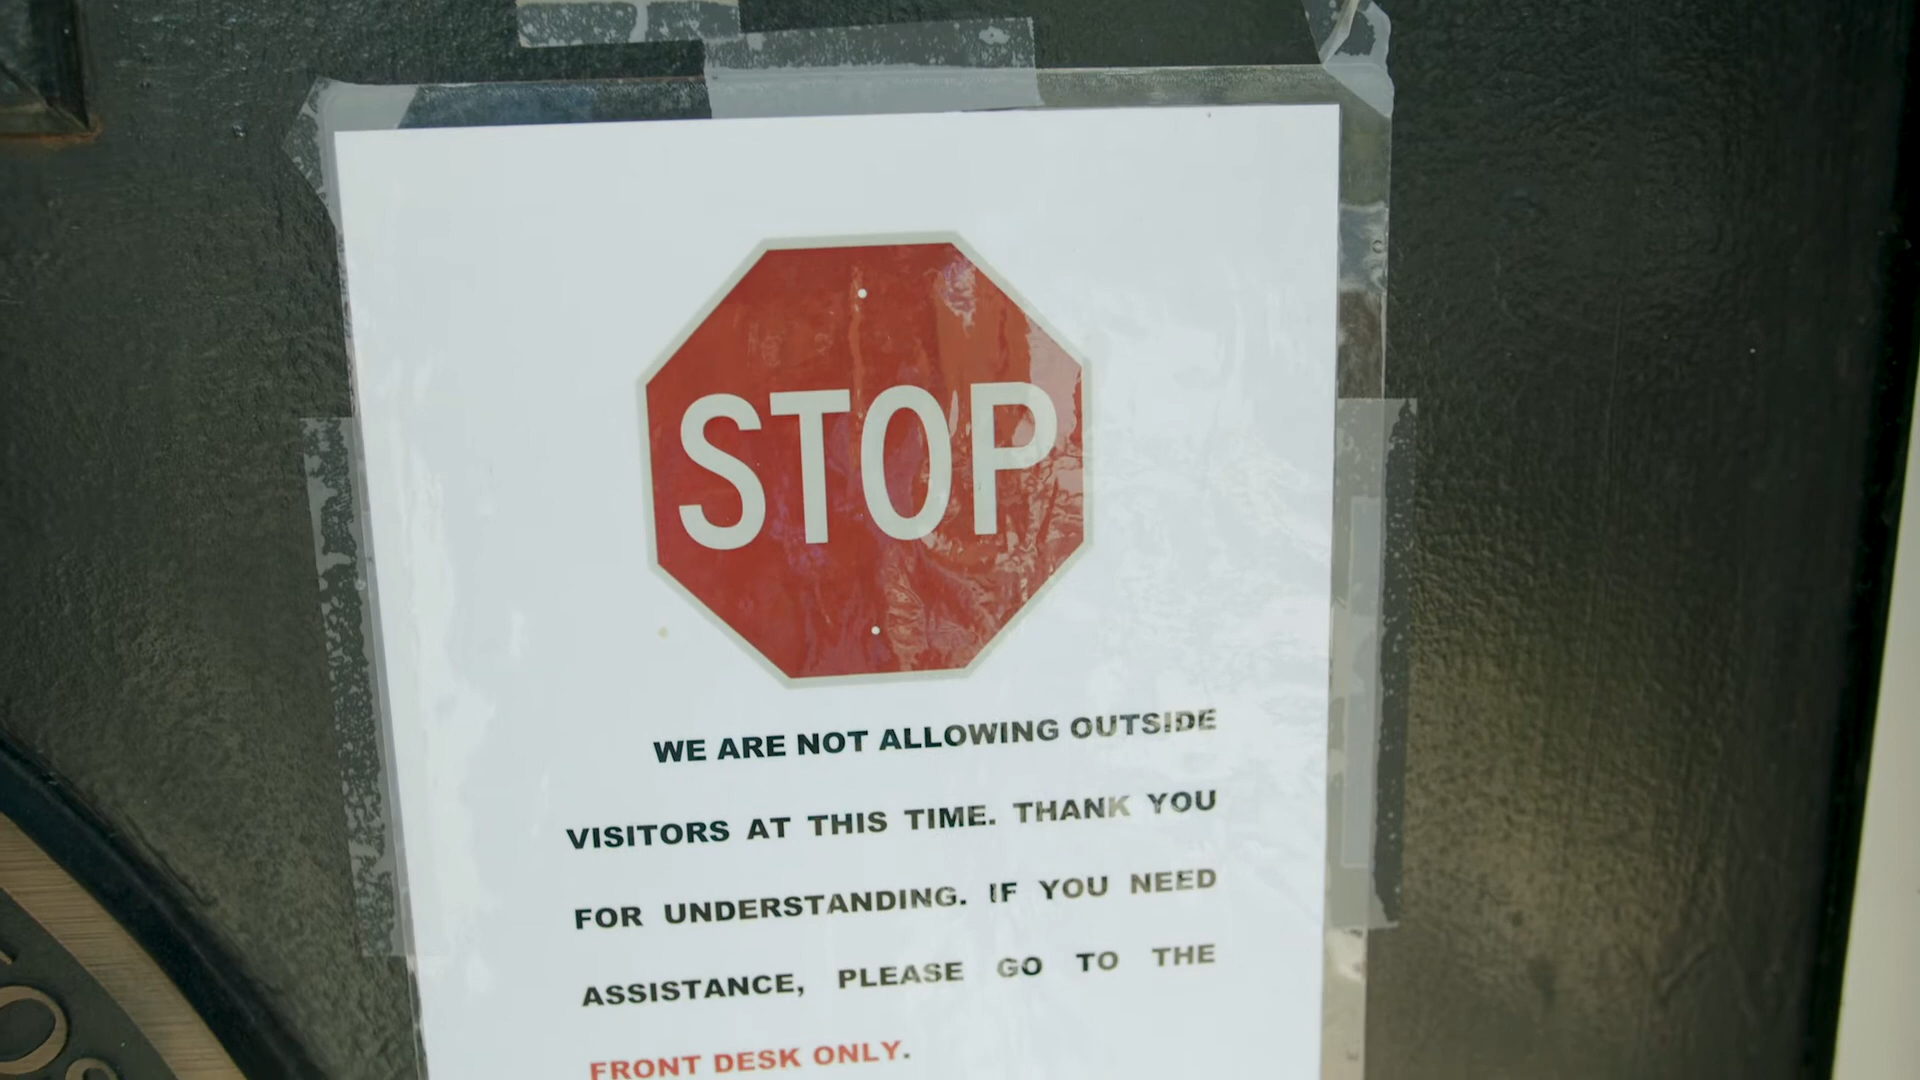 STOP
WE ARE NOT ALLOWING OUTSIDE
VISITORS AT THIS TIME. THANK YOU
FOR UNDERSTANDING. IF YOU NEED
ASSISTANCE, PLEASE GO TO THE
FRONT DESK ONLY.